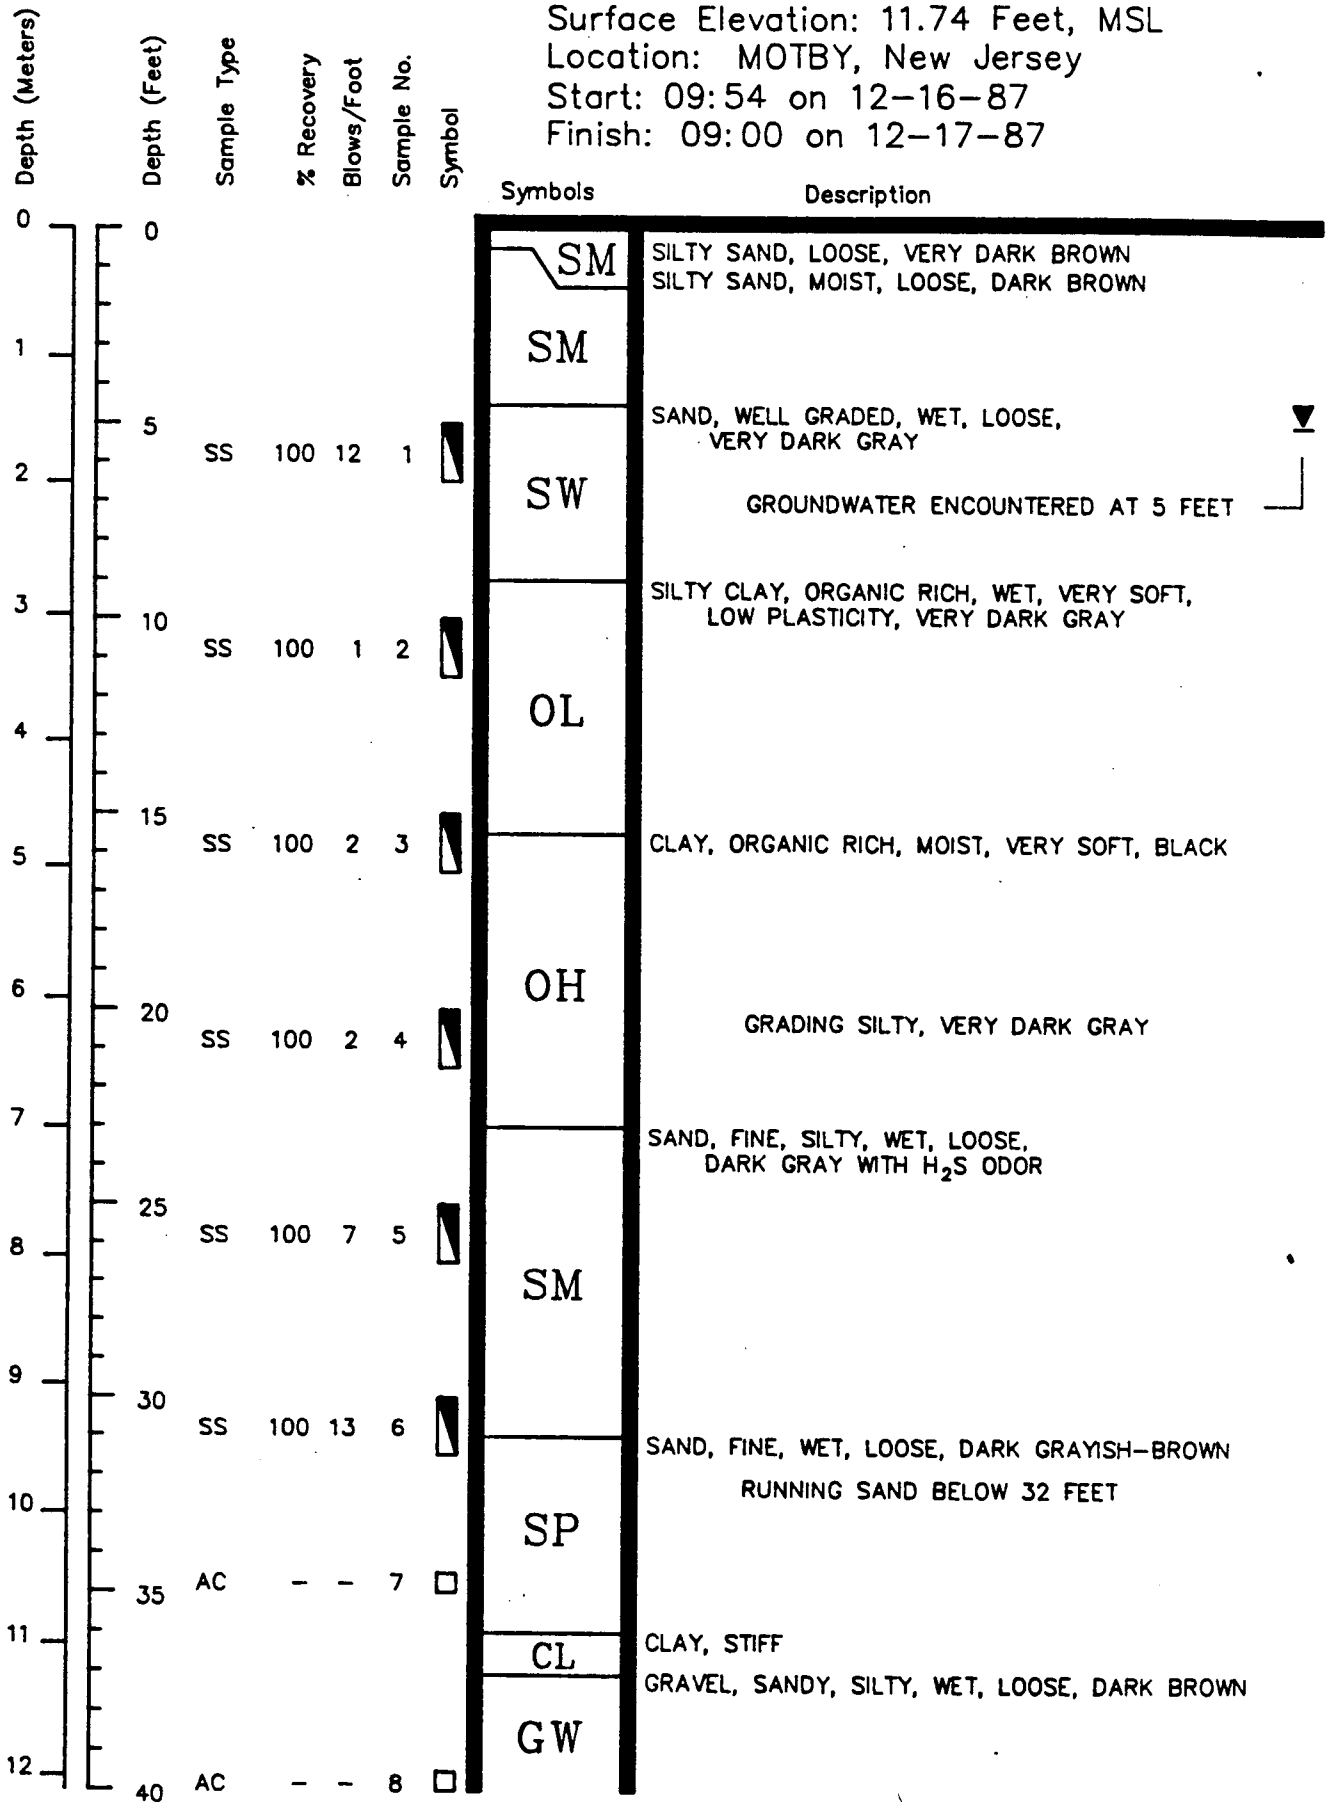 Surface Elevation: 11.74 Feet, MSL
Location: MOTBY, New Jersey
Start: 09:54 on 12-16-87
Finish: 09:00 on 12-17-87
Depth (Meters) Depth (Feet) Sample Type % Recovery Blows/Foot Sample No. Symbol
Symbols Description
0 0
SM SILTY SAND, LOOSE, VERY DARK BROWN
SILTY SAND, MOIST, LOOSE, DARK BROWN
1 SM
SAND, WELL GRADED, WET, LOOSE,
5 VERY DARK GRAY
SS 100 12 1
2 SW
GROUNDWATER ENCOUNTERED AT 5 FEET
SILTY CLAY, ORGANIC RICH, WET, VERY SOFT,
3 10 LOW PLASTICITY, VERY DARK GRAY
SS 100 1 2
OL
4
15
SS 100 2 3 CLAY, ORGANIC RICH, MOIST, VERY SOFT, BLACK
5
6 OH
20 GRADING SILTY, VERY DARK GRAY
SS 100 2 4
7
SAND, FINE, SILTY, WET, LOOSE,
DARK GRAY WITH H2S ODOR
25
SS 100 7 5
8
SM
9
30
SS 100 13 6
SAND, FINE, WET, LOOSE, DARK GRAYISH-BROWN
RUNNING SAND BELOW 32 FEET
10
SP
AC - - 7
35
11
CL CLAY, STIFF
GRAVEL, SANDY, SILTY, WET, LOOSE, DARK BROWN
GW
12
40 AC - - 8